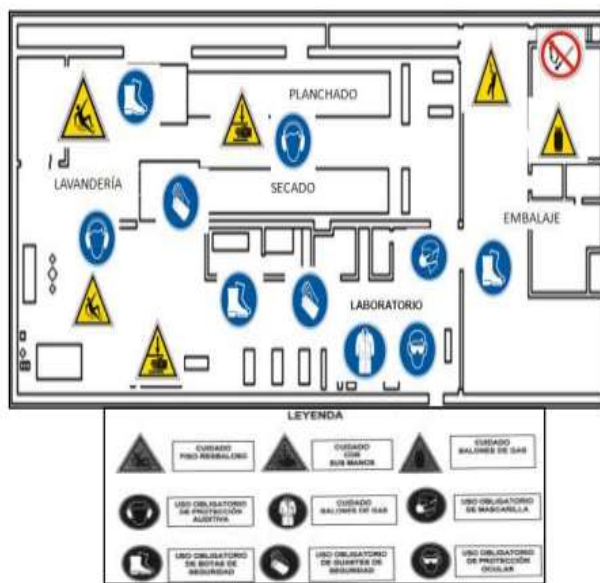 PLANCHADO
LAVANDERÍA
SECADO
EMBALAJE
LABORATORIO
LEYENDA
CUIDADO
PISO RESBALOSO
CUIDADO
CON
SUS MANOS
CUIDADO
BALONES DE GAS
USO OBLIGATORIO
DE PROTECCIÓN
AUDITIVA
CUIDADO
BALONES DE GAS
USO OBLIGATORIO
DE MASCARILLA
USO OBLIGATORIO
DE BOTAS DE
SEGURIDAD
USO OBLIGATORIO
DE GUANTES DE
SEGURIDAD
USO OBLIGATORIO
DE PROTECCIÓN
OCULAR